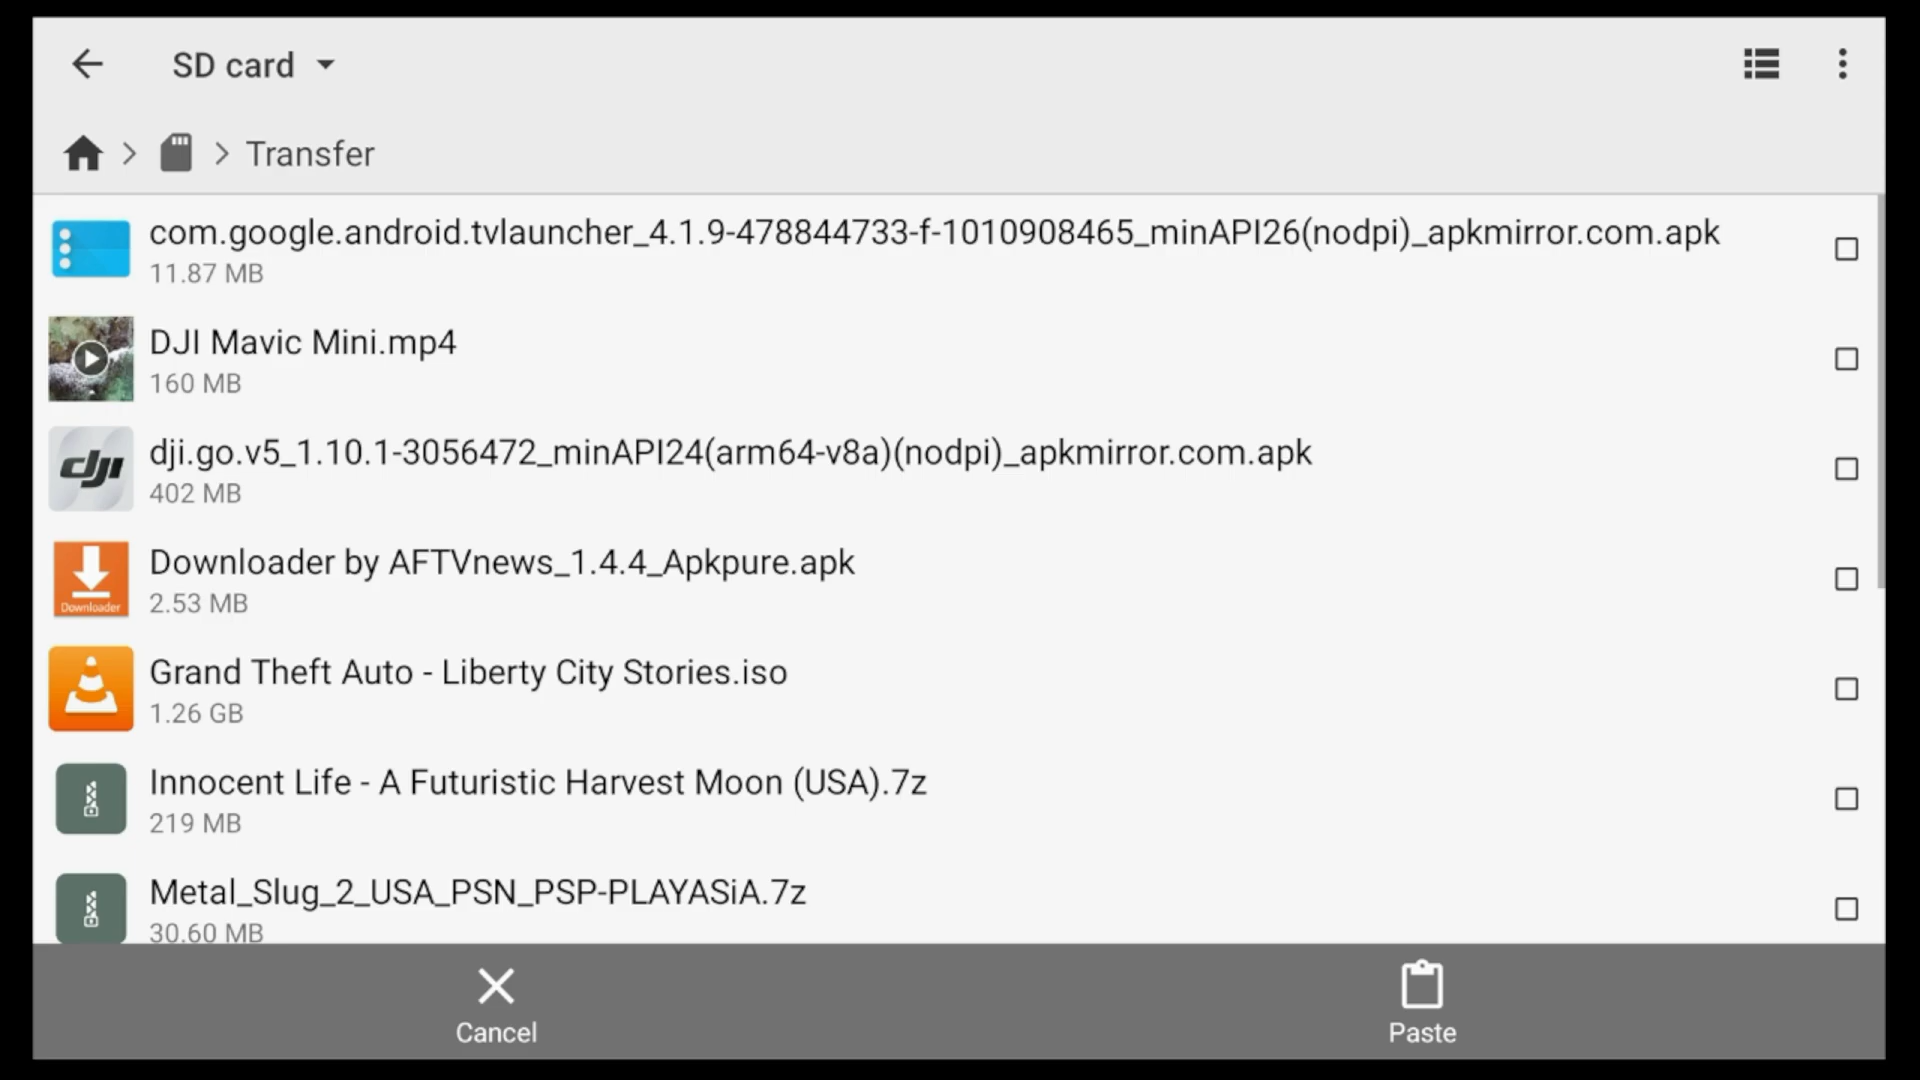 SD card
Transfer
com.google.android.tvlauncher_4.1.9-478844733-f-1010908465_minAPI26(nodpi)_apkmirror.com.apk
11.87 MB
DJI Mavic Mini.mp4
160 MB
dji
dji.go.v5_1.10.1-3056472_minAPI24(arm64-v8a)(nodpi)_apkmirror.com.apk
402 MB
Downloader
Downloader by AFTVnews_1.4.4_Apkpure.apk
2.53 MB
Grand Theft Auto - Liberty City Stories.iso
1.26 GB
Innocent Life - A Futuristic Harvest Moon (USA).7z
219 MB
Metal_Slug_2_USA_PSN_PSP-PLAYASiA.7z
30.60 MB
Cancel
Paste